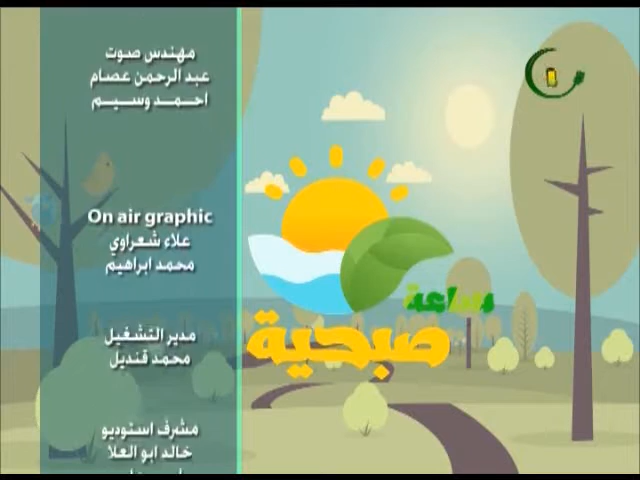 مهندس صوت
عبد الرحمن عصام
احمد وسيم
On air graphic
علاء شعراوي
محمد ابراهيم
مدير التشغيل
محمد قنديل
مشرف استوديو
خالد ابو العلا
ساعة
صبحية